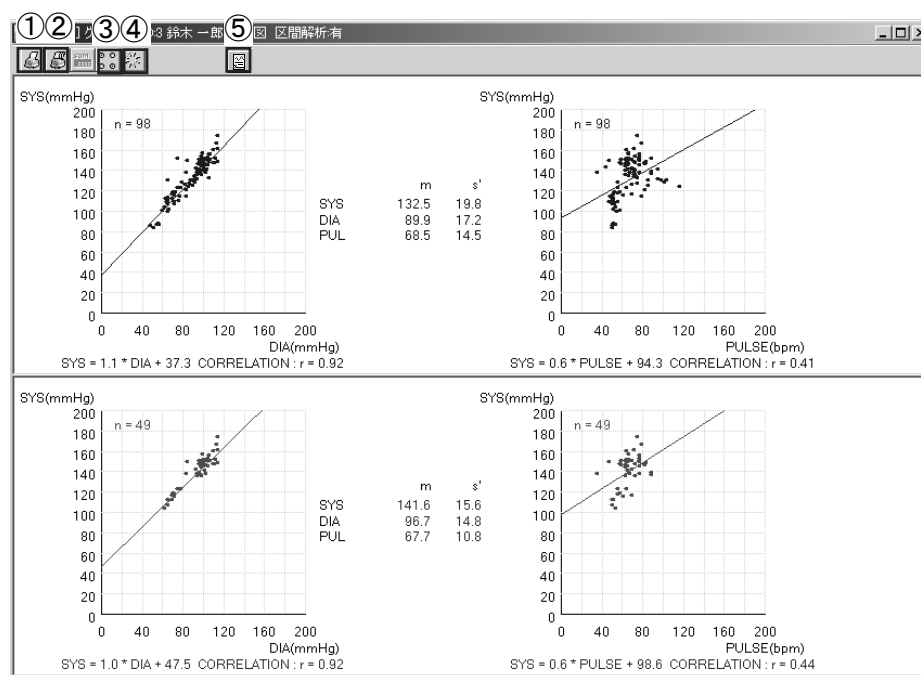 ① ② ③ ④ ⑤
鈴木 一郎 図 区間解析:有
SUM
SYS(mmHg)
n = 98
200
180
160
140
120
100
80
60
40
20
0
0 40 80 120 160 200
DIA(mmHg)
SYS = 1.1 * DIA + 37.3 CORRELATION : r = 0.92
m s'
SYS 132.5 19.8
DIA 89.9 17.2
PUL 68.5 14.5
SYS(mmHg)
n = 98
200
180
160
140
120
100
80
60
40
20
0
0 40 80 120 160 200
PULSE(bpm)
SYS = 0.6 * PULSE + 94.3 CORRELATION : r = 0.41
SYS(mmHg)
n = 49
200
180
160
140
120
100
80
60
40
20
0
0 40 80 120 160 200
DIA(mmHg)
SYS = 1.0 * DIA + 47.5 CORRELATION : r = 0.92
m s'
SYS 141.6 15.6
DIA 96.7 14.8
PUL 67.7 10.8
SYS(mmHg)
n = 49
200
180
160
140
120
100
80
60
40
20
0
0 40 80 120 160 200
PULSE(bpm)
SYS = 0.6 * PULSE + 98.6 CORRELATION : r = 0.44